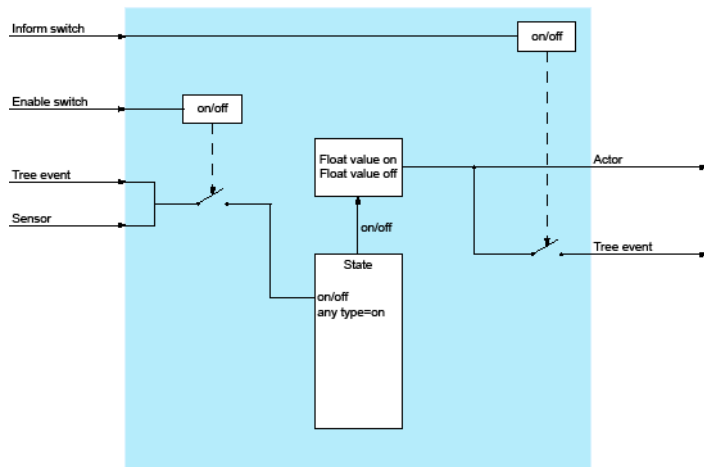 Inform switch
on/off
Enable switch
on/off
Float value on
Float value off
Tree event
Actor
Sensor
on/off
Tree event
State
on/off
any type=on